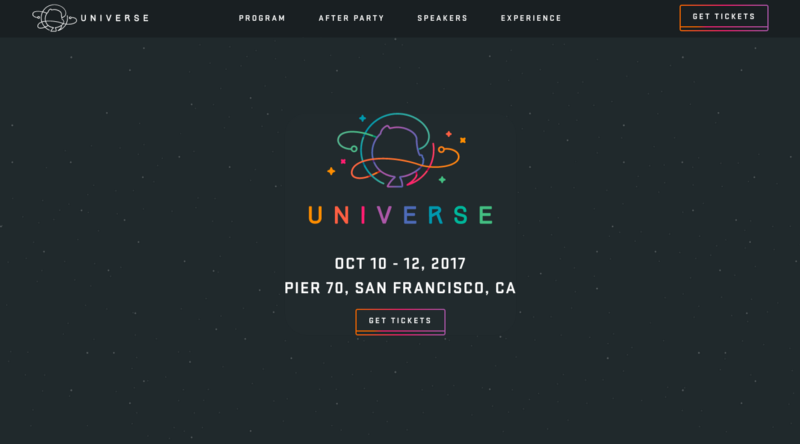 UNIVERSE
PROGRAM
AFTER PARTY
SPEAKERS
EXPERIENCE
GET TICKETS
UNIVERSE
OCT 10 - 12, 2017
PIER 70, SAN FRANCISCO, CA
GET TICKETS